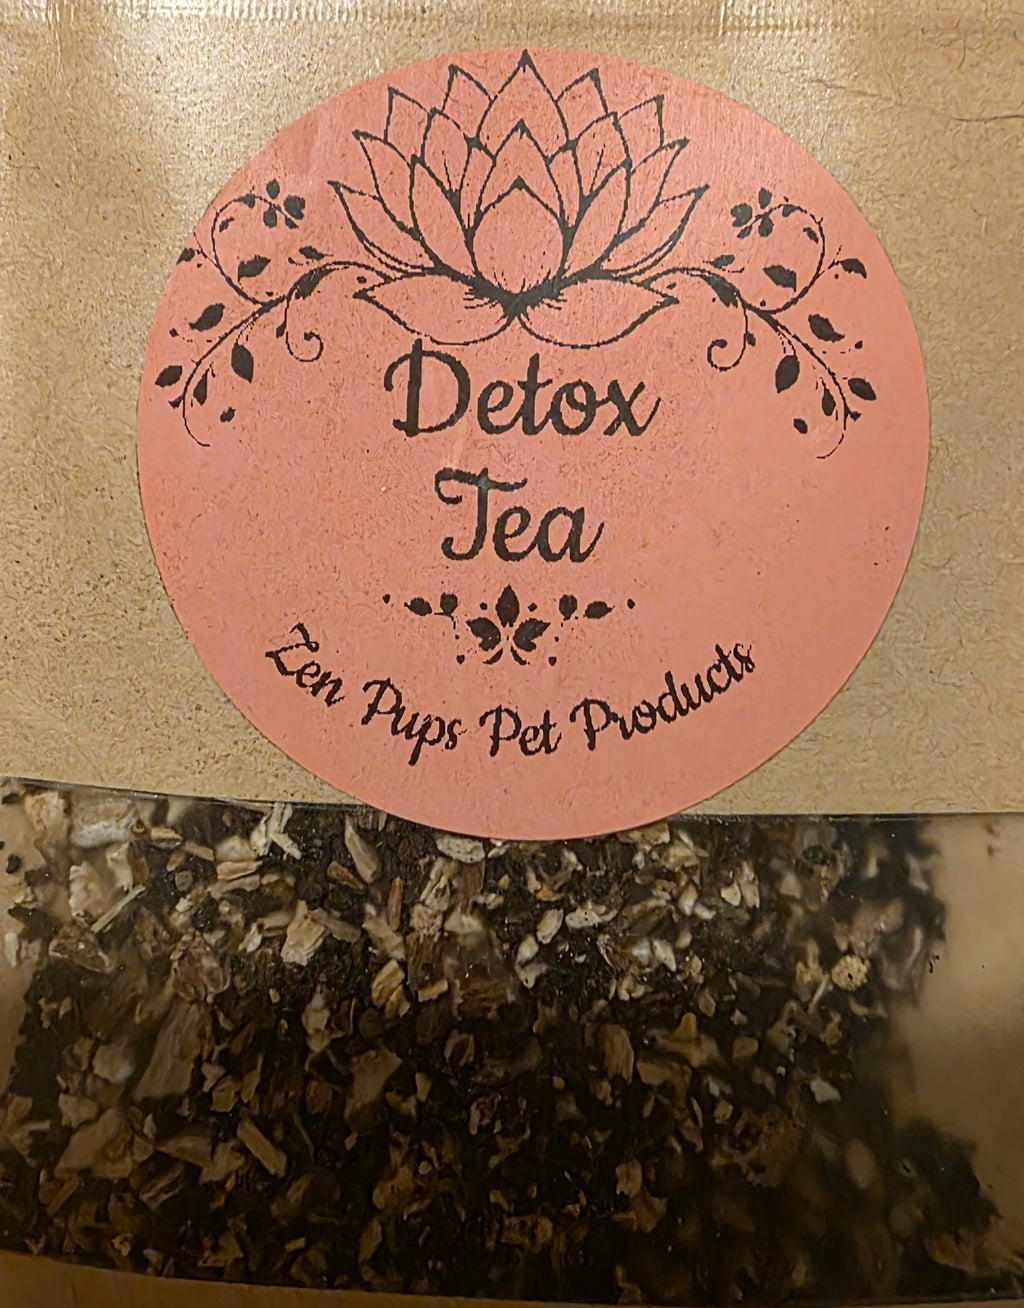 Detox
Tea
Zen Pups Pet Products